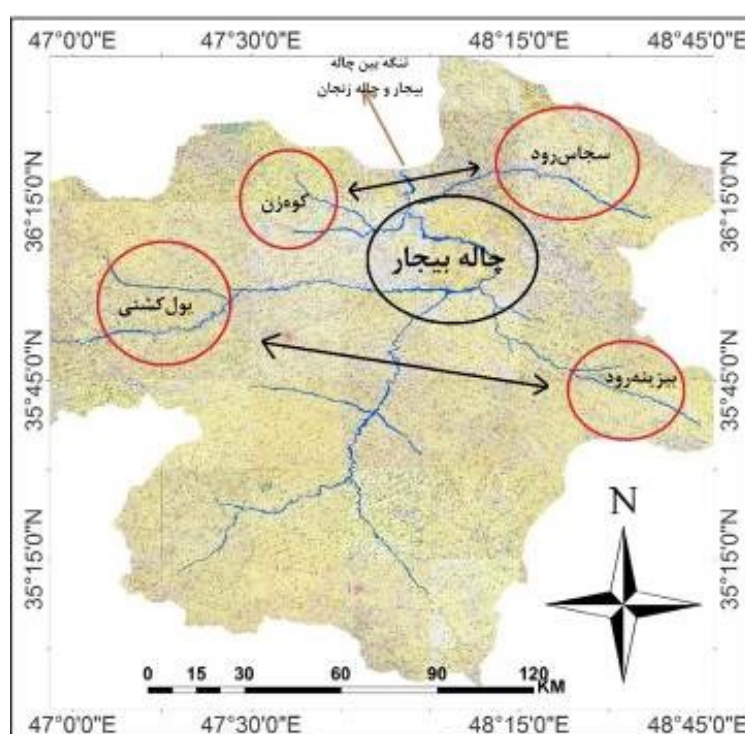 47°0'0"E 47°30'0"E 48°15'0"E 48°45'0"E
تنگه بین چاله
بیجار و چاله زنجان
سجاس‌رود
کوه‌زن
چاله بیجار
یول‌کشتی
بیزینه‌رود
36°15'0"N 36°15'0"N
35°45'0"N 35°45'0"N
35°15'0"N 35°15'0"N
N
0 15 30 60 90 120
KM
47°0'0"E 47°30'0"E 48°15'0"E 48°45'0"E